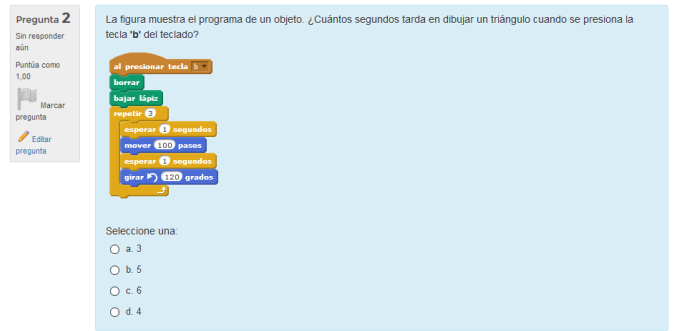 Pregunta 2
Sin responder
aún
Puntúa como
1,00
Marcar
pregunta
Editar
pregunta
La figura muestra el programa de un objeto. ¿Cuántos segundos tarda en dibujar un triángulo cuando se presiona la
tecla 'b' del teclado?
al presionar tecla b
borrar
bajar lápiz
repetir 3
esperar 1 segundos
mover 100 pasos
esperar 1 segundos
girar 120 grados
Seleccione una:
a. 3
b. 5
c. 6
d. 4